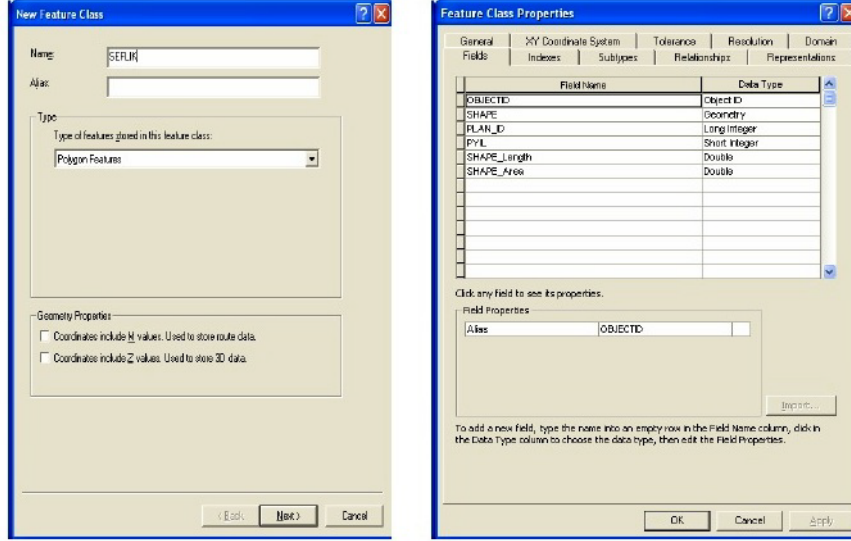 New Feature Class
Name:
SEFLIK
Alias:
Type
Type of features stored in this feature class:
Polygon Features
Geometry Properties
Coordinates include M values. Used to store route data.
Coordinates include Z values. Used to store 3D data.
< Back
Next >
Cancel
Feature Class Properties
General XY Coordinate System Tolerance Resolution Domain
Fields Indexes Subtypes Relationships Representations
Field Name Data Type
OBJECTID Object ID
SHAPE Geometry
PLAN_ID Long Integer
PYIL Short Integer
SHAPE_Length Double
SHAPE_Area Double
Click any field to see its properties.
Field Properties
Alias OBJECTID
Import...
To add a new field, type the name into an empty row in the Field Name column, click in
the Data Type column to choose the data type, then edit the Field Properties.
OK Cancel Apply